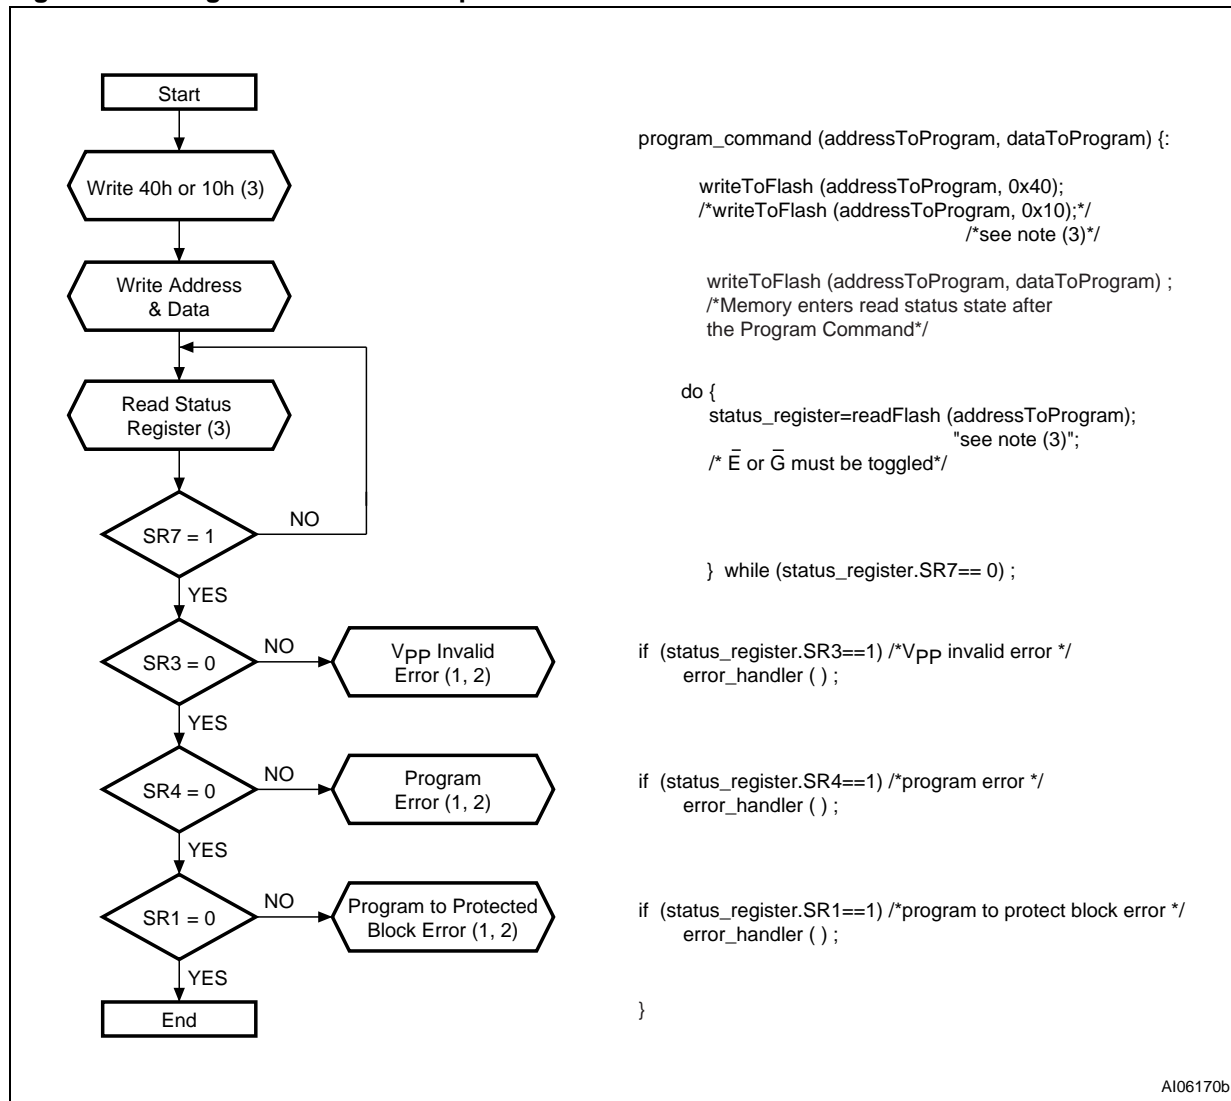 Start
Write 40h or 10h (3)
Write Address
& Data
Read Status
Register (3)
SR7 = 1
NO
YES
SR3 = 0
NO
VPP Invalid
Error (1, 2)
YES
SR4 = 0
NO
Program
Error (1, 2)
YES
SR1 = 0
NO
Program to Protected
Block Error (1, 2)
YES
End
program_command (addressToProgram, dataToProgram) {:
writeToFlash (addressToProgram, 0x40);
/*writeToFlash (addressToProgram, 0x10);*/
/*see note (3)*/
writeToFlash (addressToProgram, dataToProgram) ;
/*Memory enters read status state after
the Program Command*/
do {
status_register=readFlash (addressToProgram);
"see note (3)";
/* E̅ or G̅ must be toggled*/
} while (status_register.SR7== 0) ;
if (status_register.SR3==1) /*VPP invalid error */
error_handler ( ) ;
if (status_register.SR4==1) /*program error */
error_handler ( ) ;
if (status_register.SR1==1) /*program to protect block error */
error_handler ( ) ;
}
AI06170b